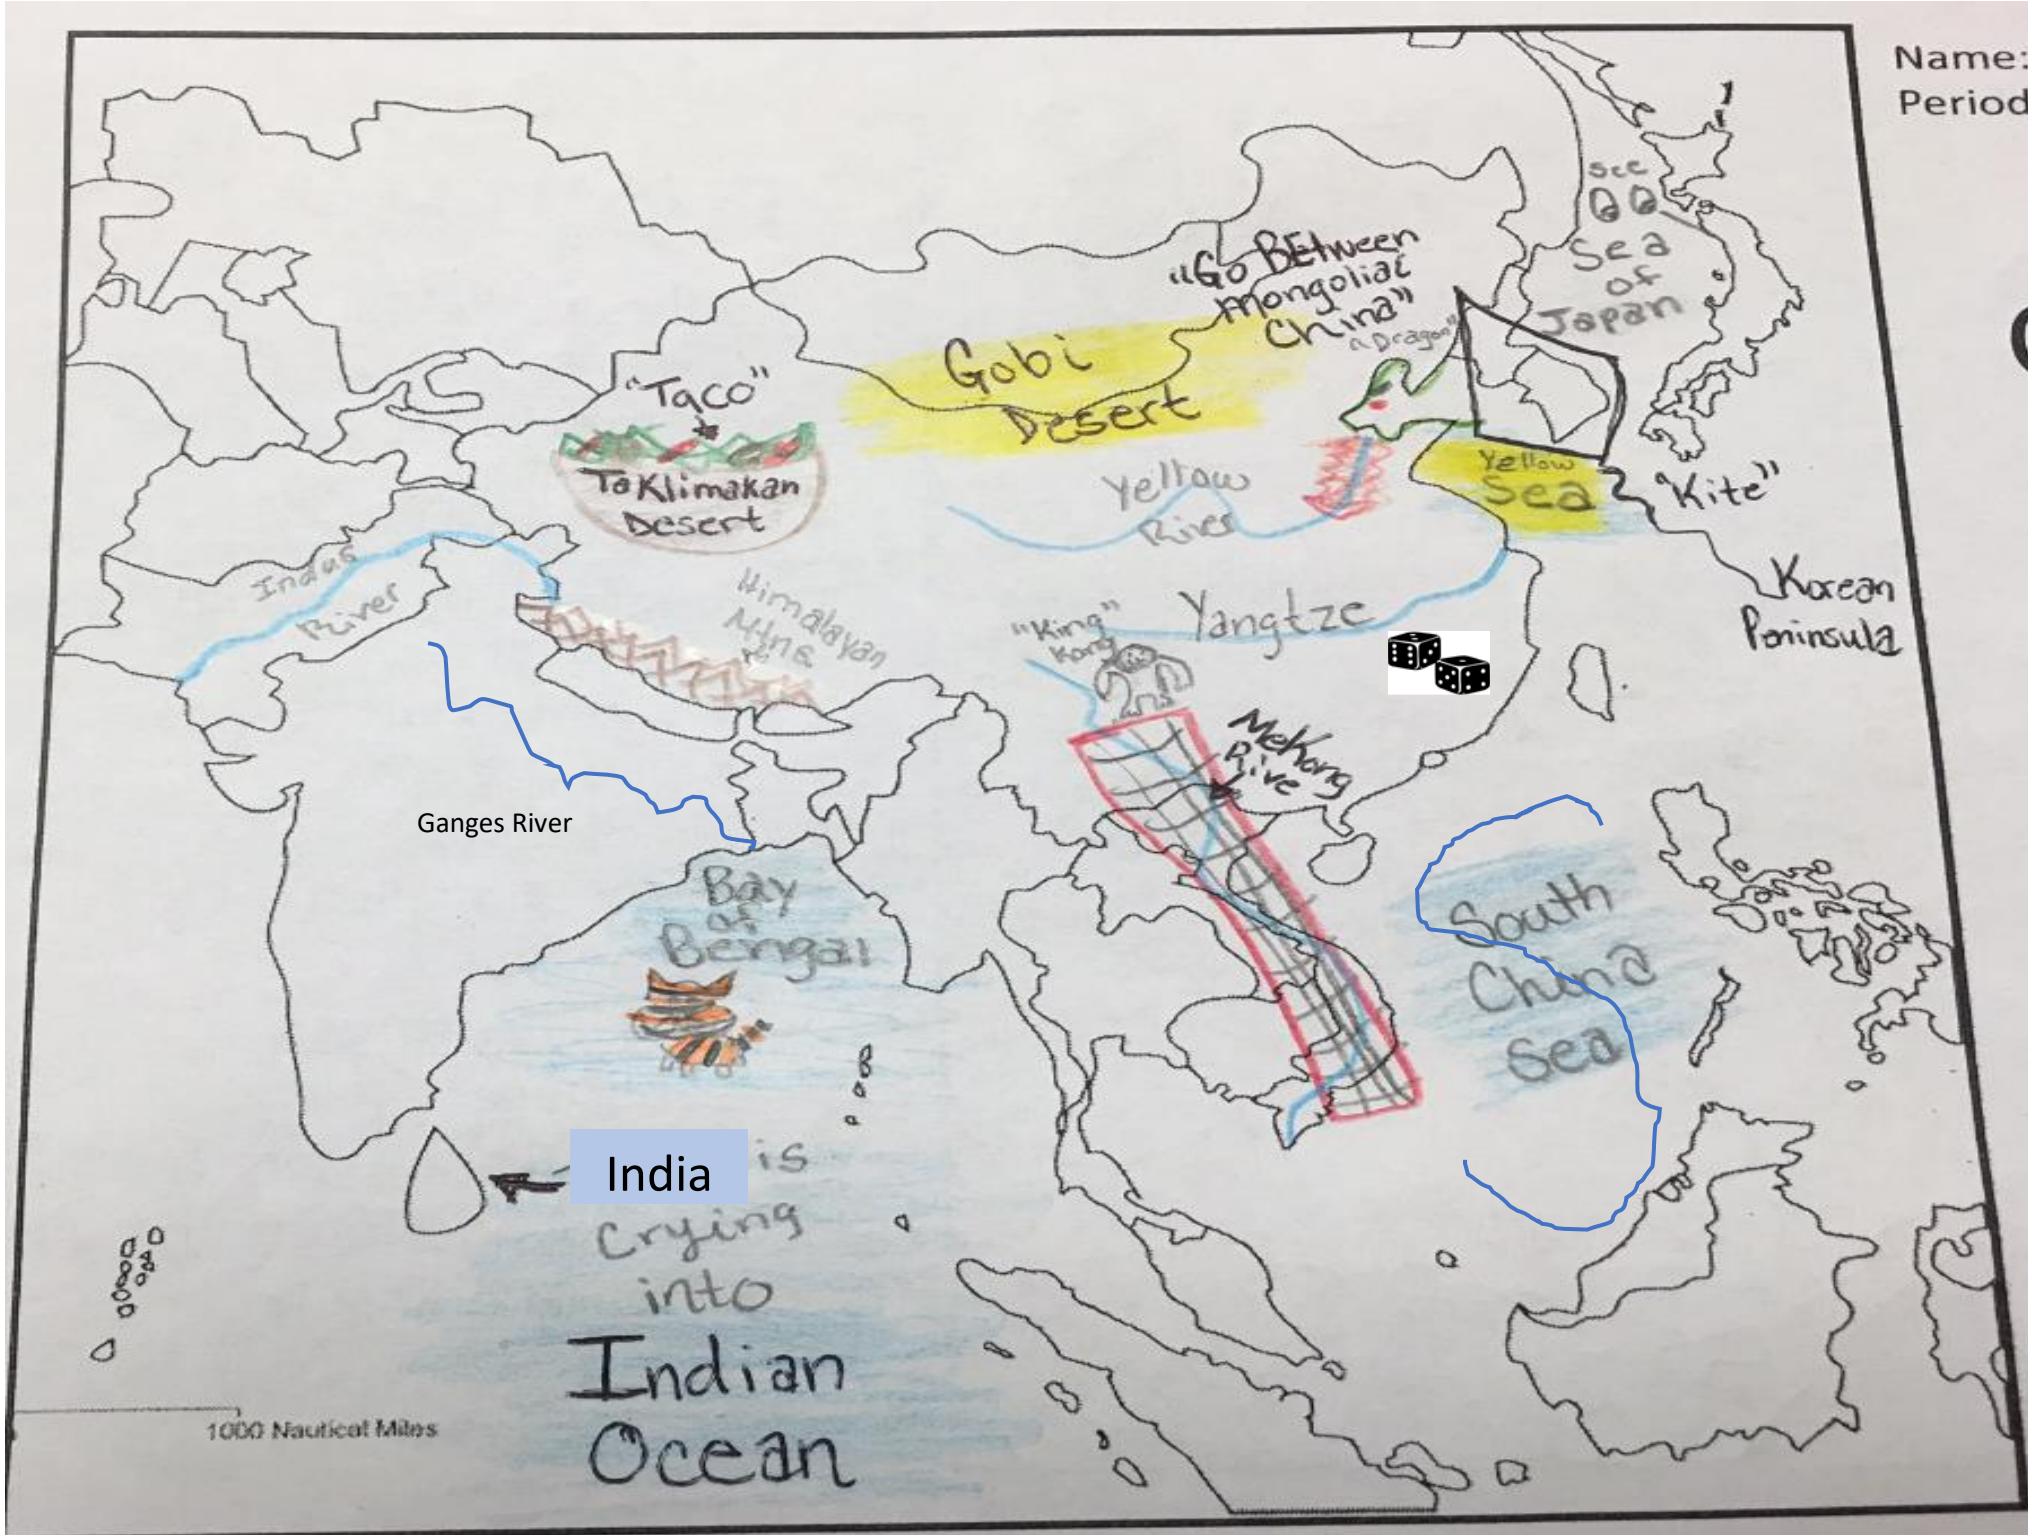 Name:
Period
see
Sea
of
Japan
"Go BEtween
Mongolia &
China"
"Dragon"
Gobi
Desert
"Taco"
Taklimakan
Desert
Yellow
Sea
"Kite"
Yellow
River
Korean
Peninsula
Indus
River
Himalayan
Mtns
"King
Kong"
Yangtze
MeKong
Rive
Ganges River
Bay
of
Bengal
South
China
Sea
India is
crying
into
Indian
Ocean
1000 Nautical Miles